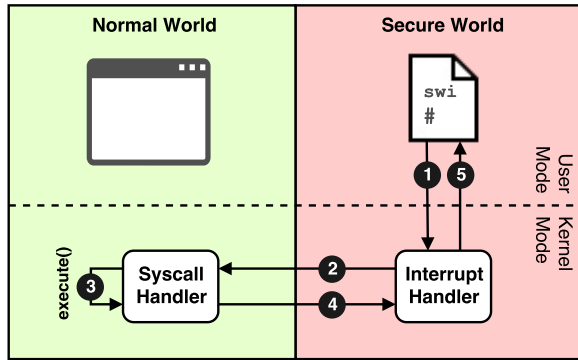 Normal World
Secure World
swi
#
1
5
User
Mode
Kernel
Mode
execute()
3
Syscall
Handler
2
4
Interrupt
Handler